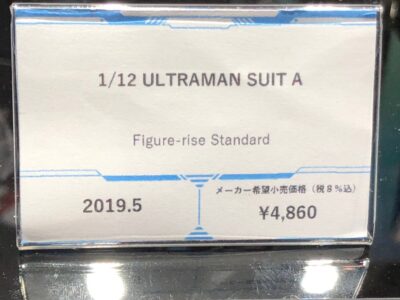 1/12 ULTRAMAN SUIT A
Figure-rise Standard
2019.5
メーカー希望小売価格（税8%込）
¥4,860